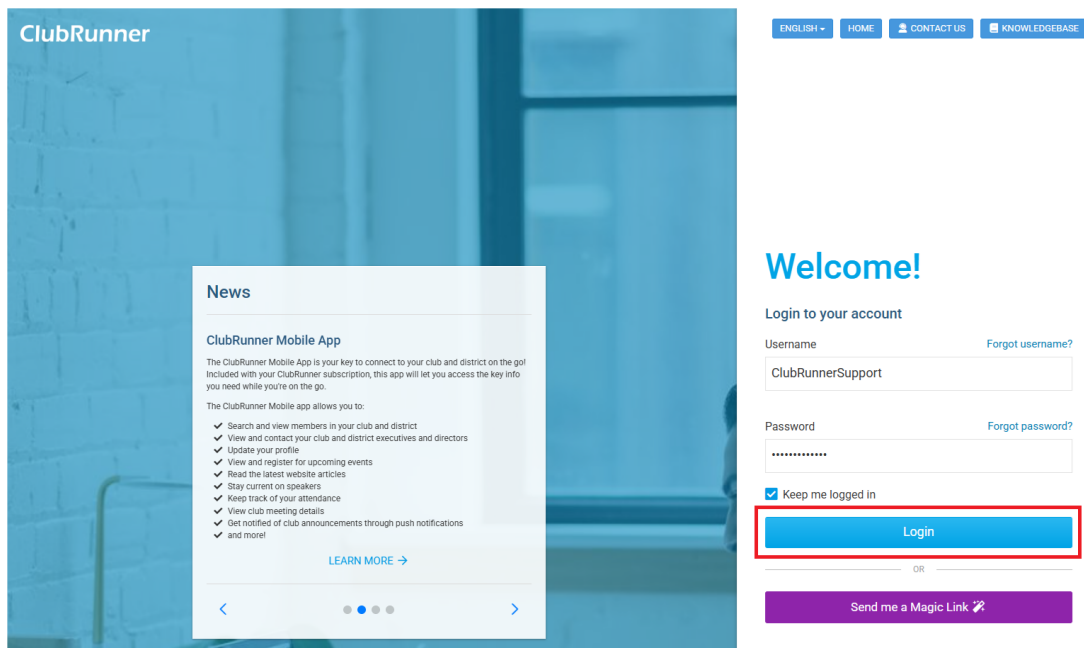 ClubRunner
ENGLISH
HOME
CONTACT US
KNOWLEDGEBASE
News
ClubRunner Mobile App
The ClubRunner Mobile App is your key to connect to your club and district on the go!
Included with your ClubRunner subscription, this app will let you access the key info
you need while you're on the go.
The ClubRunner Mobile app allows you to:
Search and view members in your club and district
View and contact your club and district executives and directors
Update your profile
View and register for upcoming events
Read the latest website articles
Stay current on speakers
Keep track of your attendance
View club meeting details
Get notified of club announcements through push notifications
and more!
LEARN MORE
Welcome!
Login to your account
Username
Forgot username?
ClubRunnerSupport
Password
Forgot password?
Keep me logged in
Login
OR
Send me a Magic Link